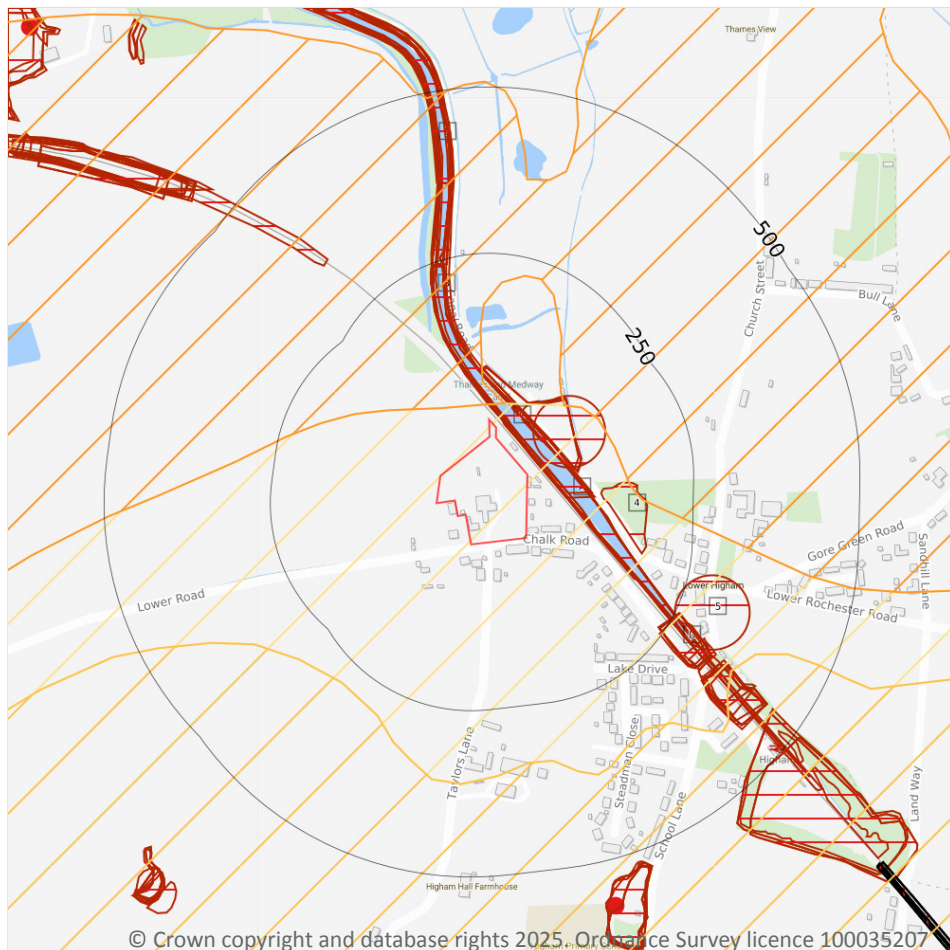 Thames View
500
Church Street
Bull Lane
250
Thames and Medway
4
Chalk Road
Gore Green Road
Sandhill Lane
Lower Road
Lower Higham
5
Lower Rochester Road
Lake Drive
Taylors Lane
Steadman Close
Higham
Land Way
School Lane
Higham Hall Farmhouse
© Crown copyright and database rights 2025. Ordnance Survey licence 100035207